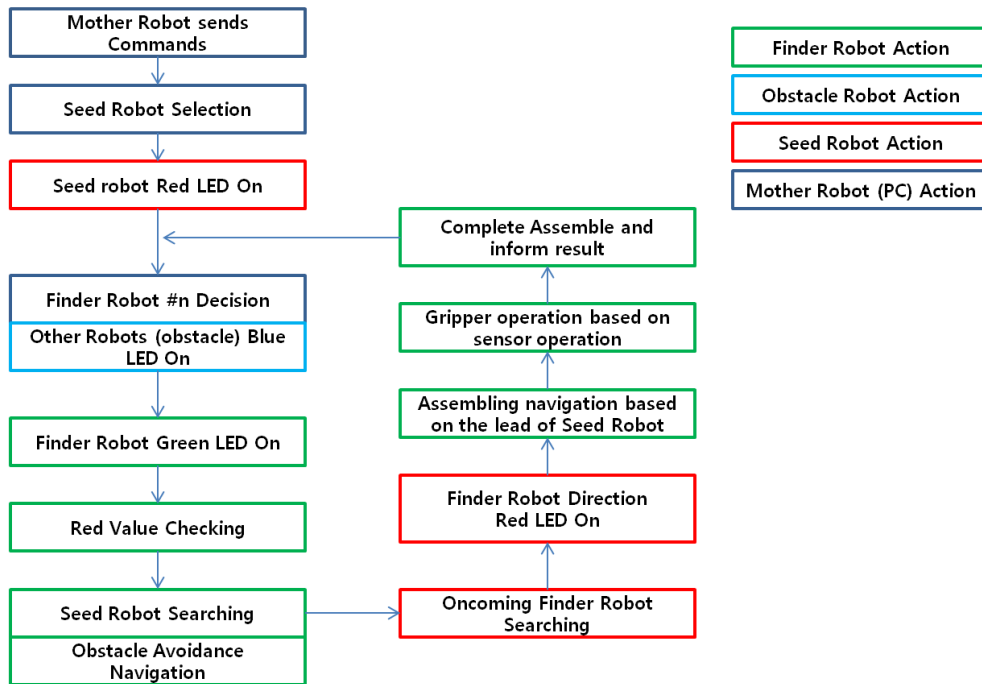 Mother Robot sends
Commands
Seed Robot Selection
Seed robot Red LED On
Finder Robot #n Decision
Other Robots (obstacle) Blue
LED On
Finder Robot Green LED On
Red Value Checking
Seed Robot Searching
Obstacle Avoidance
Navigation
Complete Assemble and
inform result
Gripper operation based on
sensor operation
Assembling navigation based
on the lead of Seed Robot
Finder Robot Direction
Red LED On
Oncoming Finder Robot
Searching
Finder Robot Action
Obstacle Robot Action
Seed Robot Action
Mother Robot (PC) Action